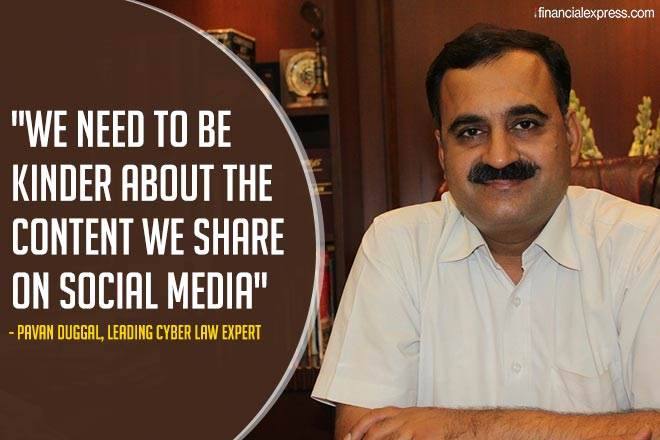 financialexpress.com
"WE NEED TO BE
KINDER ABOUT THE
CONTENT WE SHARE
ON SOCIAL MEDIA"
- PAVAN DUGGAL, LEADING CYBER LAW EXPERT